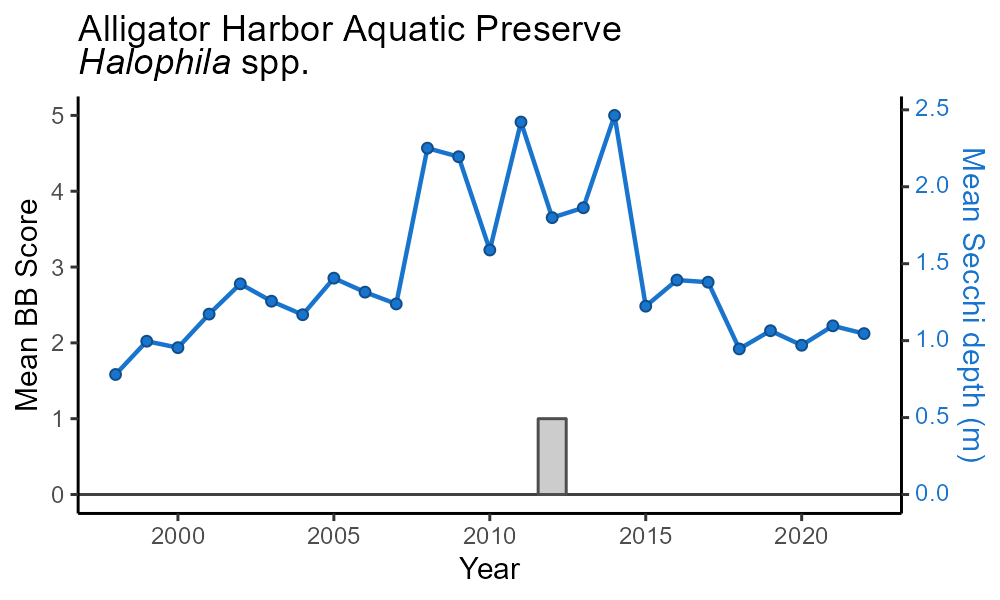 Alligator Harbor Aquatic Preserve
Halophila spp.
5
4
3
2
1
0
Mean BB Score
2.5
2.0
1.5
1.0
0.5
0.0
Mean Secchi depth (m)
2000 2005 2010 2015 2020
Year